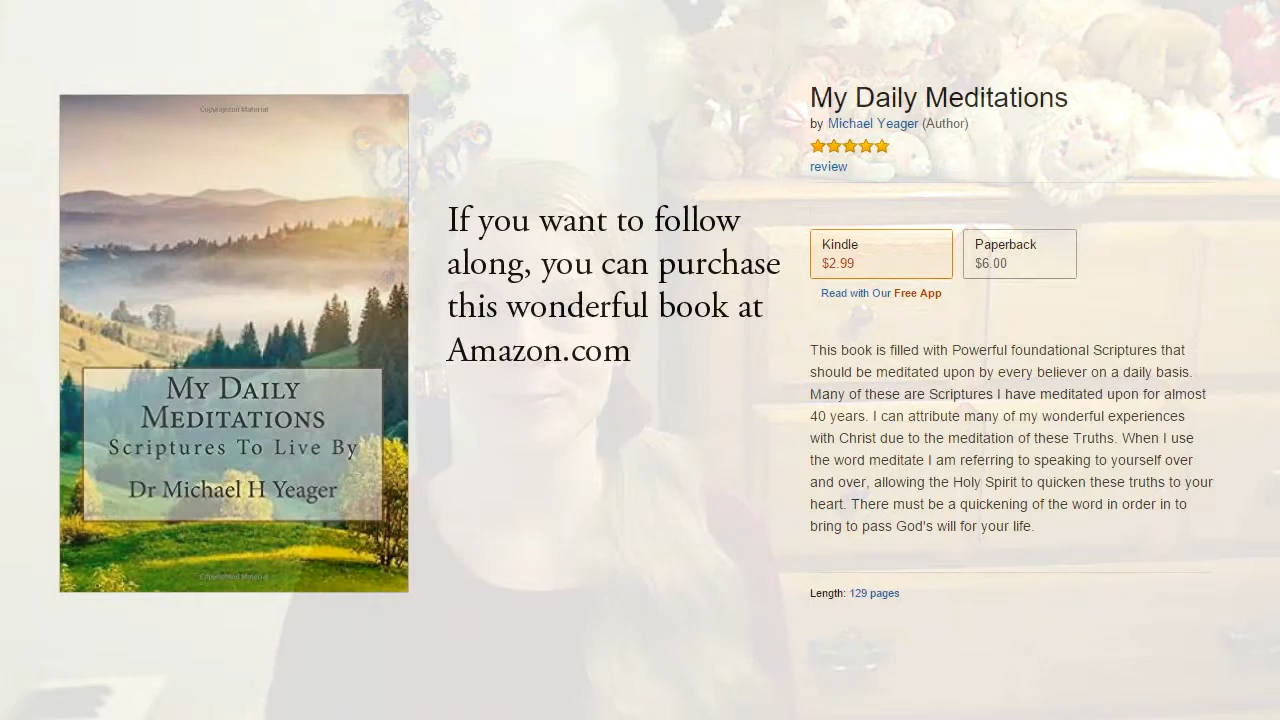 Copyrighted Material
My Daily
Meditations
Scriptures To Live By
Dr Michael H Yeager
Copyrighted Material
If you want to follow
along, you can purchase
this wonderful book at
Amazon.com
My Daily Meditations
by Michael Yeager (Author)
review
Kindle
$2.99
Paperback
$6.00
Read with Our Free App
This book is filled with Powerful foundational Scriptures that
should be meditated upon by every believer on a daily basis.
Many of these are Scriptures I have meditated upon for almost
40 years. I can attribute many of my wonderful experiences
with Christ due to the meditation of these Truths. When I use
the word meditate I am referring to speaking to yourself over
and over, allowing the Holy Spirit to quicken these truths to your
heart. There must be a quickening of the word in order in to
bring to pass God's will for your life.
Length: 129 pages